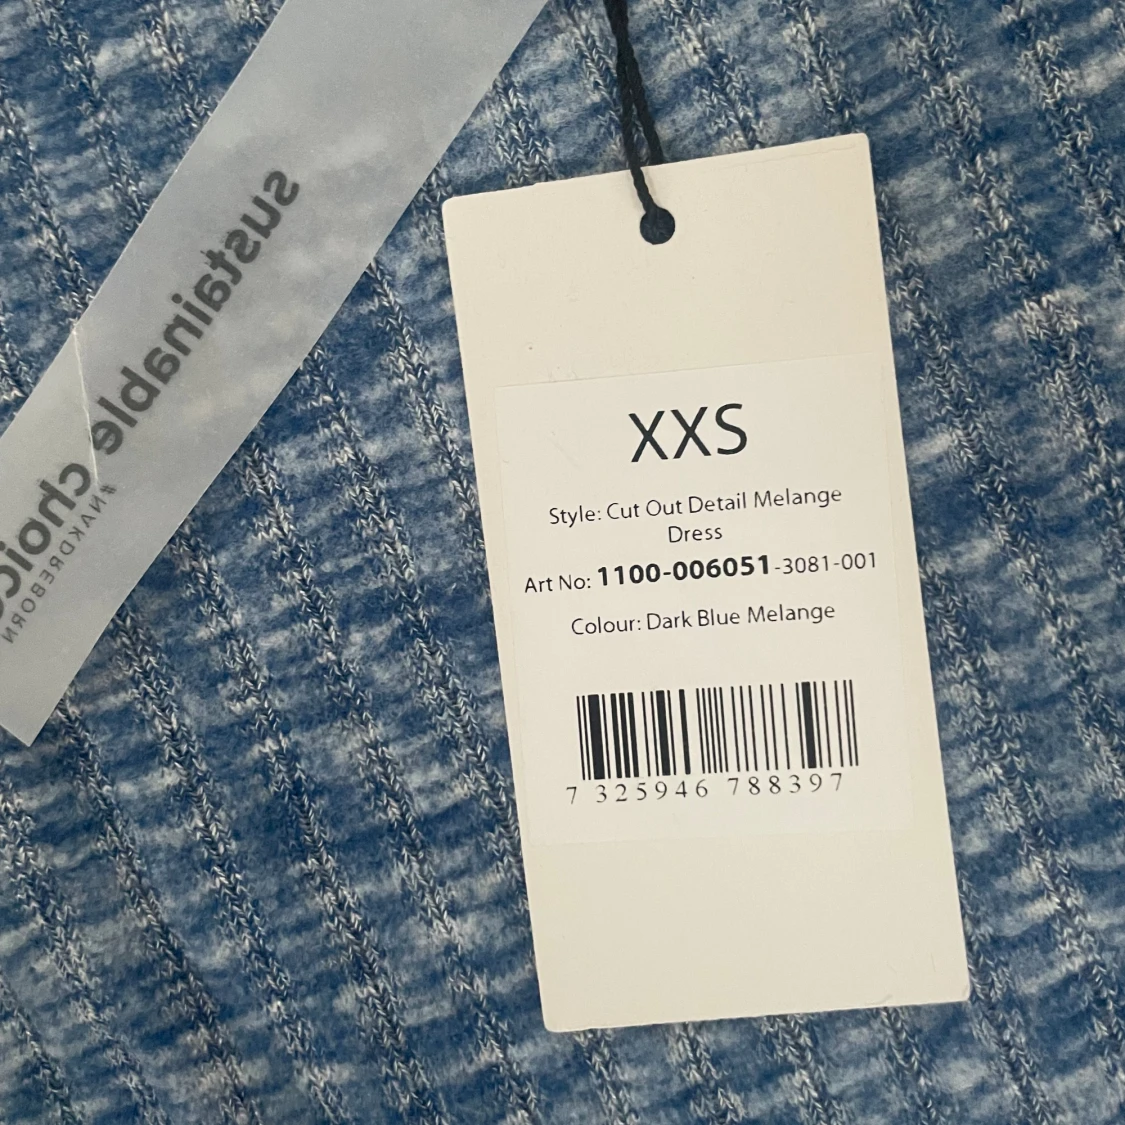 sustainable choice
#NAKDREBORN
XXS
Style: Cut Out Detail Melange
Dress
Art No: 1100-006051-3081-001
Colour: Dark Blue Melange
7 325946 788397